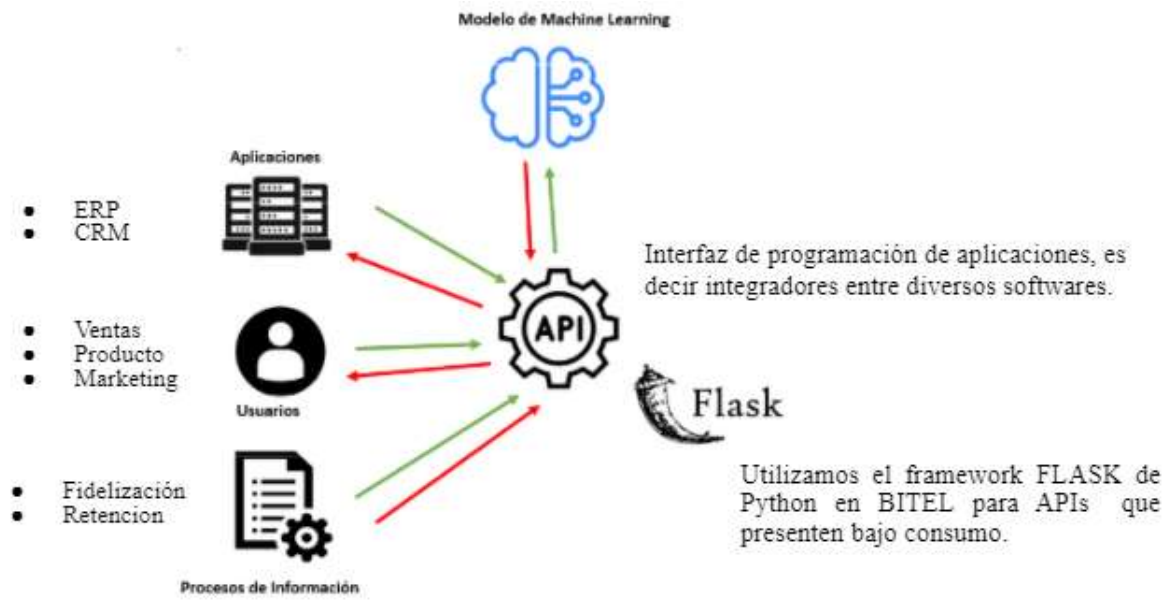 Modelo de Machine Learning
Aplicaciones
● ERP
● CRM
Interfaz de programación de aplicaciones, es
decir integradores entre diversos softwares.
API
● Ventas
● Producto
● Marketing
Usuarios
Flask
● Fidelización
● Retencion
Utilizamos el framework FLASK de
Python en BITEL para APIs que
presenten bajo consumo.
Procesos de Información